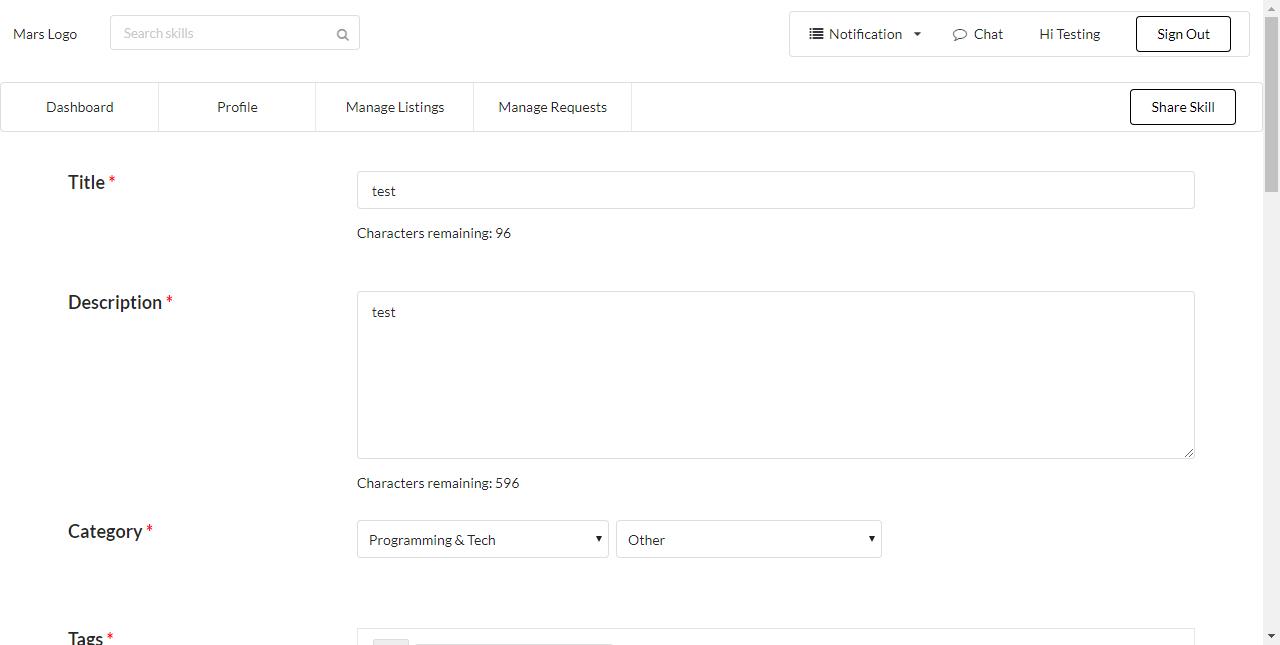 Mars Logo
Search skills
Notification
Chat
Hi Testing
Sign Out
Dashboard
Profile
Manage Listings
Manage Requests
Share Skill
Title *
test
Characters remaining: 96
Description *
test
Characters remaining: 596
Category *
Programming & Tech
Other
Tags *